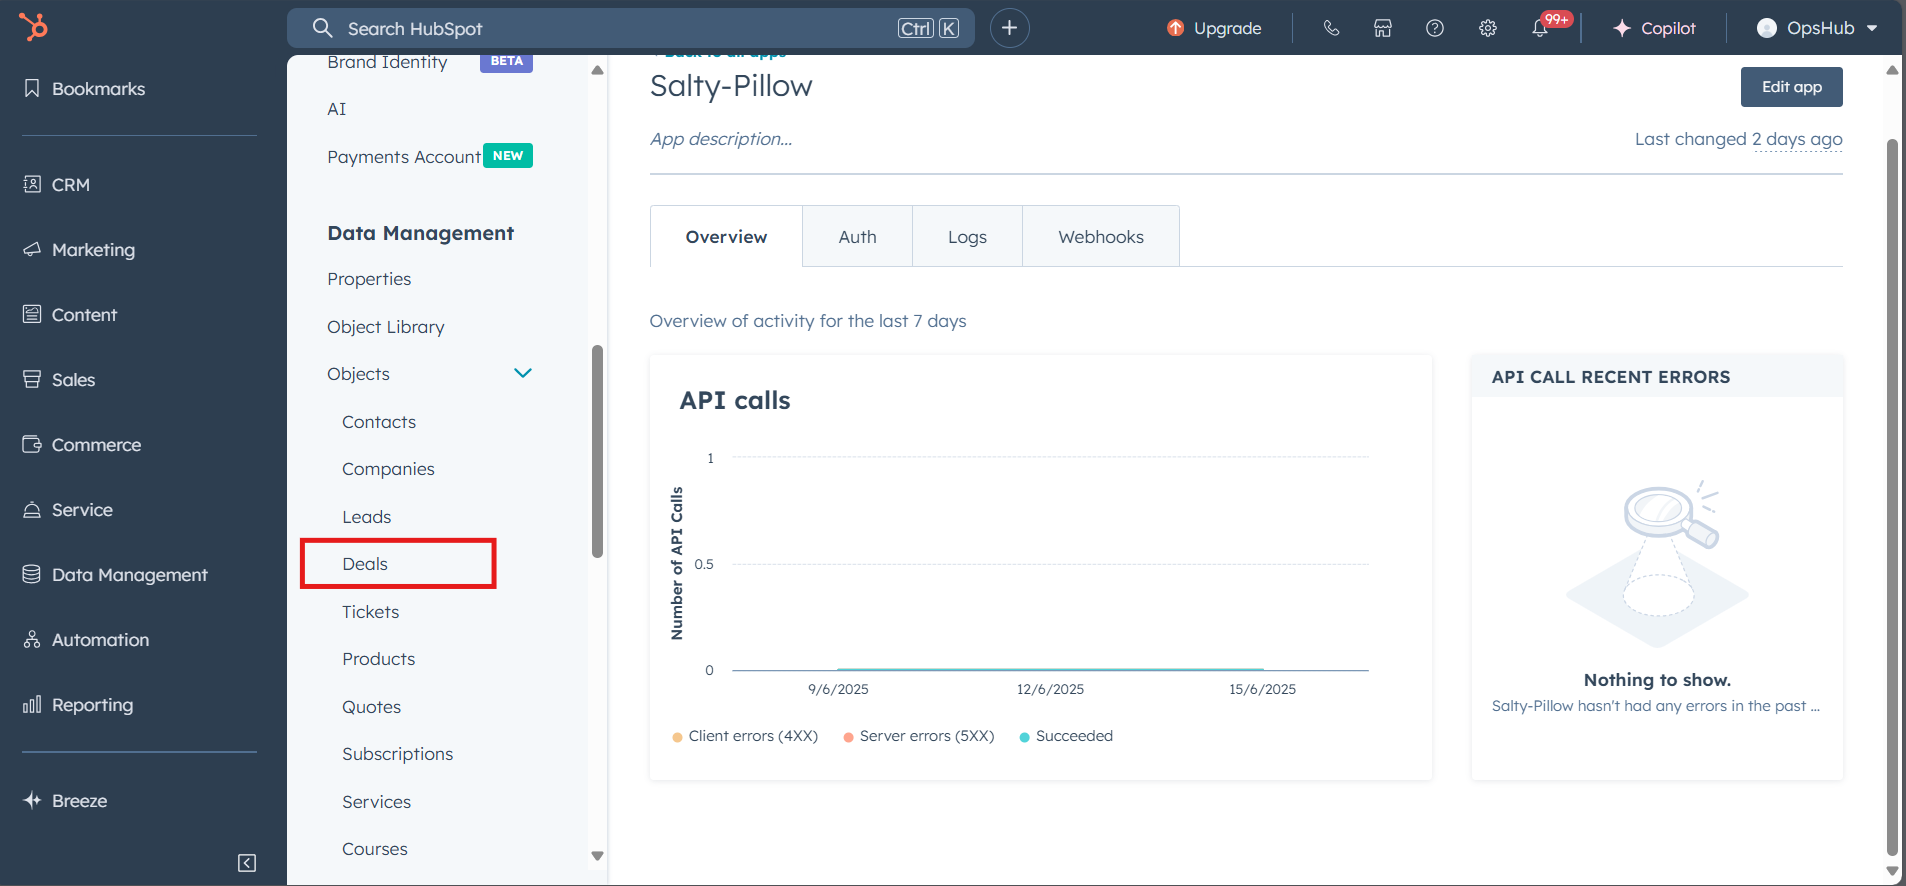 Search HubSpot
Ctrl K
Upgrade
99+
Copilot
OpsHub
Bookmarks
CRM
Marketing
Content
Sales
Commerce
Service
Data Management
Automation
Reporting
Breeze
Brand Identity BETA
AI
Payments Account NEW
Data Management
Properties
Object Library
Objects
Contacts
Companies
Leads
Deals
Tickets
Products
Quotes
Subscriptions
Services
Courses
Back to all apps
Salty-Pillow
Edit app
App description...
Last changed 2 days ago
Overview
Auth
Logs
Webhooks
Overview of activity for the last 7 days
API calls
Number of API Calls
1
0.5
0
9/6/2025
12/6/2025
15/6/2025
Client errors (4XX)
Server errors (5XX)
Succeeded
API CALL RECENT ERRORS
Nothing to show.
Salty-Pillow hasn't had any errors in the past ...